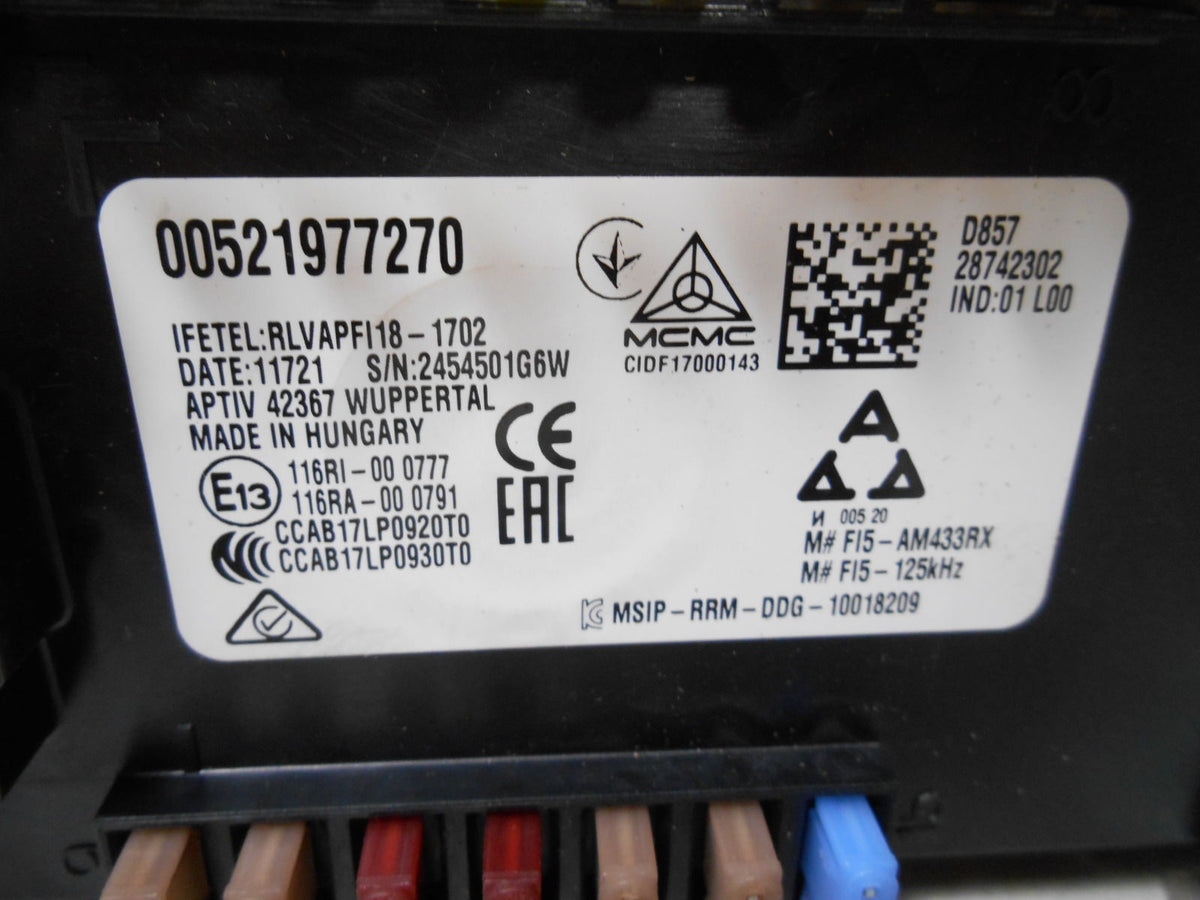 00521977270
IFETEL:RLVAPFI18-1702
DATE:11721 S/N:2454501G6W
APTIV 42367 WUPPERTAL
MADE IN HUNGARY
E13
116RI-00 0777
116RA-00 0791
CCAB17LP0920T0
CCAB17LP0930T0
CE
EAC
MCMC
CIDF17000143
D857
28742302
IND:01 L00
И 005 20
M# FI5-AM433RX
M# FI5-125kHz
MSIP-RRM-DDG-10018209